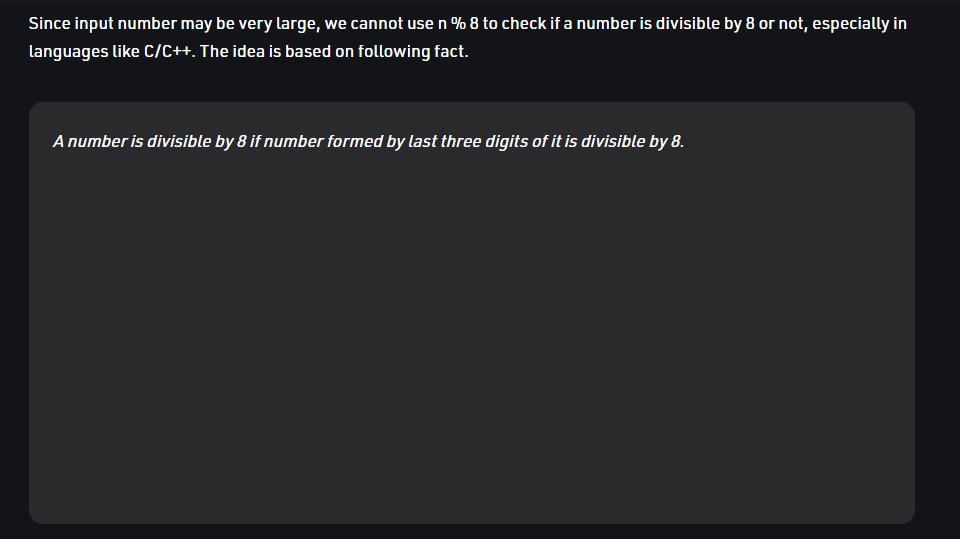 Since input number may be very large, we cannot use n % 8 to check if a number is divisible by 8 or not, especially in
languages like C/C++. The idea is based on following fact.
A number is divisible by 8 if number formed by last three digits of it is divisible by 8.